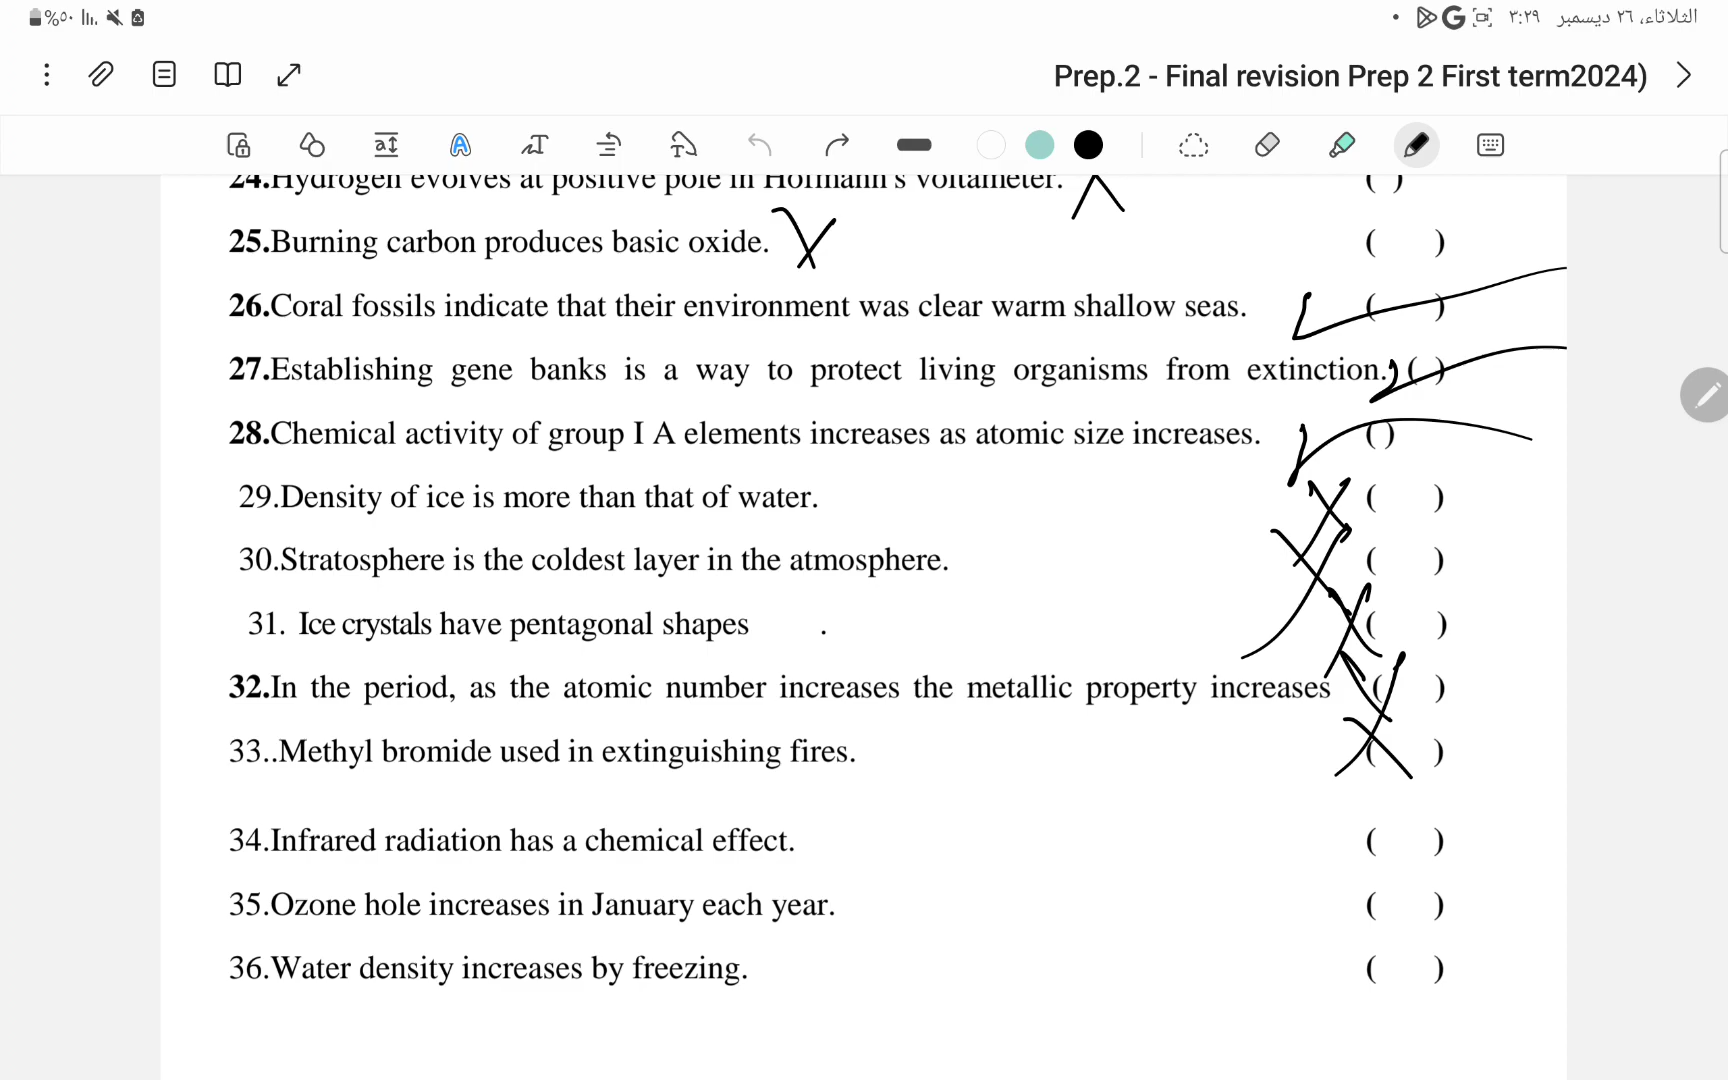 %٥٠
الثلاثاء، ٢٦ ديسمبر ٣:٢٩
Prep.2 - Final revision Prep 2 First term2024)
24.Hydrogen evolves at positive pole in Hofmann's voltameter. ( )
25.Burning carbon produces basic oxide. ( )
26.Coral fossils indicate that their environment was clear warm shallow seas. ( )
27.Establishing gene banks is a way to protect living organisms from extinction. ( )
28.Chemical activity of group I A elements increases as atomic size increases. ( )
29.Density of ice is more than that of water. ( )
30.Stratosphere is the coldest layer in the atmosphere. ( )
31. Ice crystals have pentagonal shapes . ( )
32.In the period, as the atomic number increases the metallic property increases ( )
33..Methyl bromide used in extinguishing fires. ( )
34.Infrared radiation has a chemical effect. ( )
35.Ozone hole increases in January each year. ( )
36.Water density increases by freezing. ( )